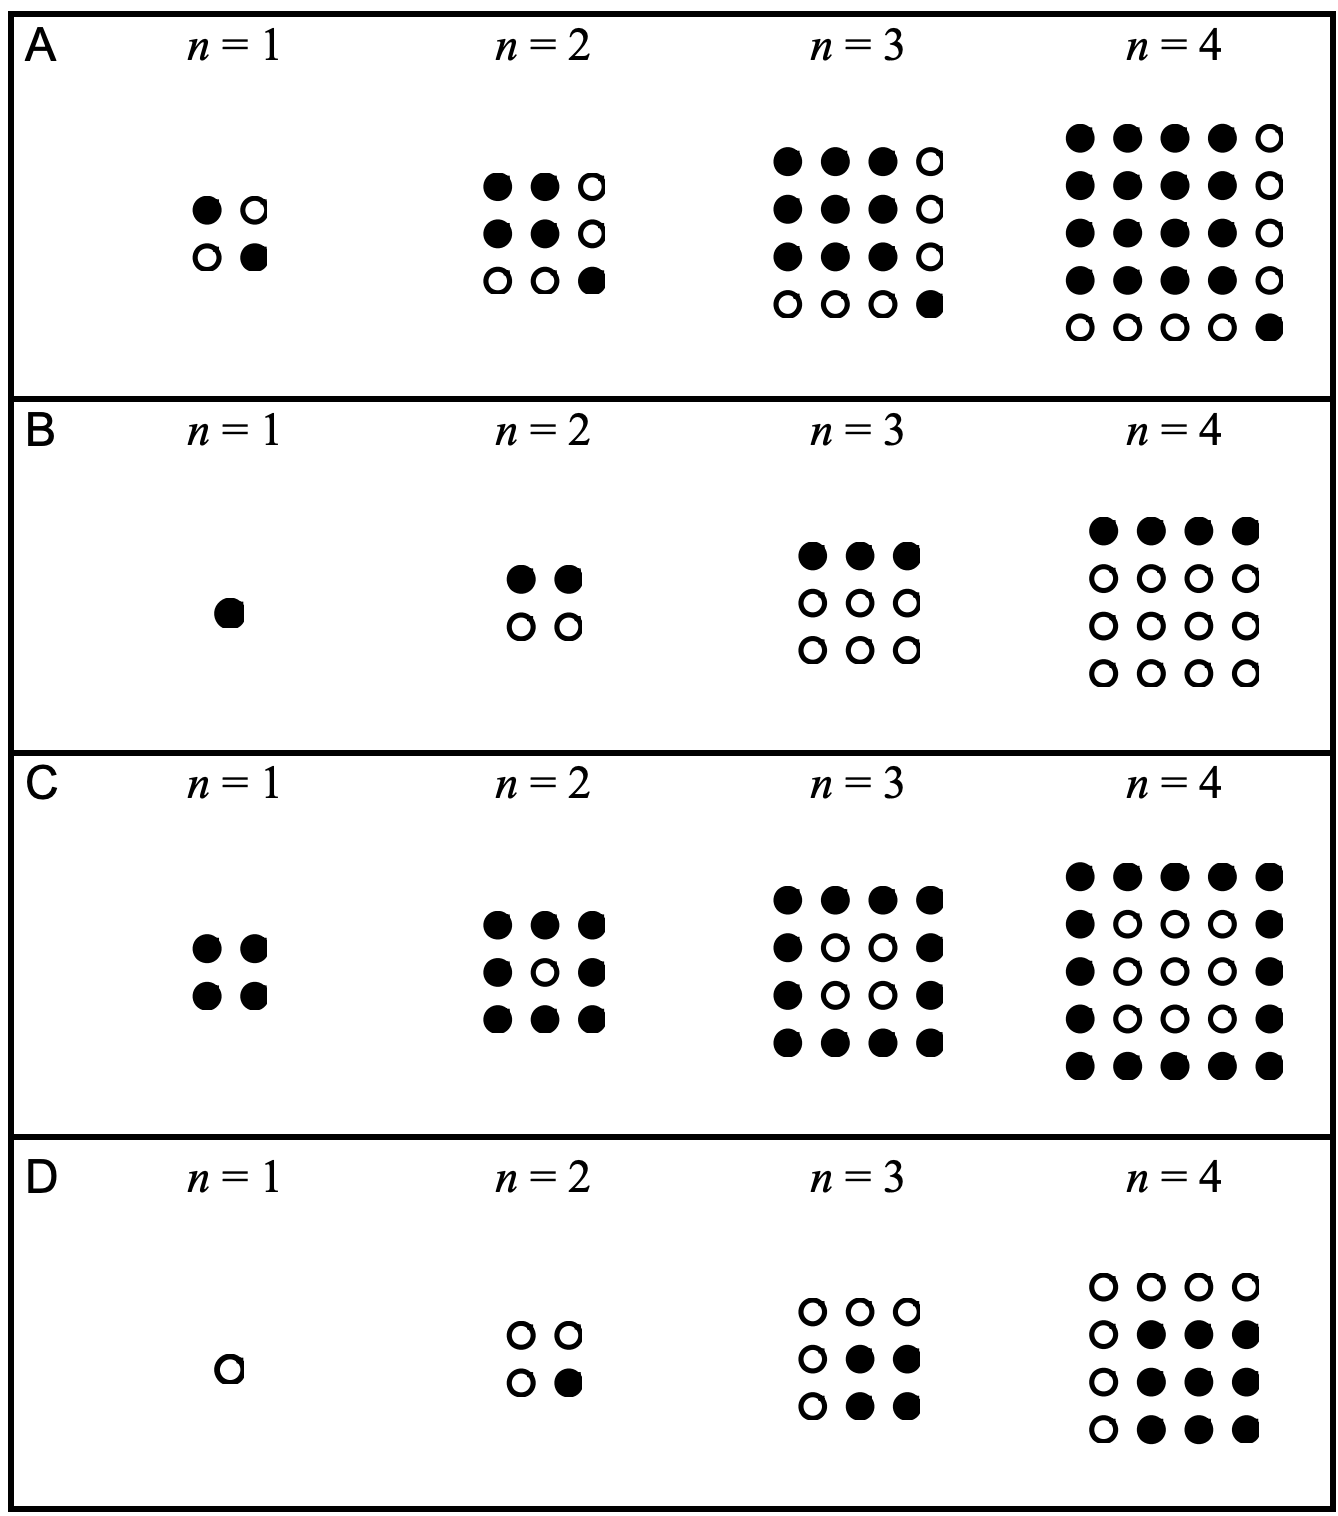 A n = 1 n = 2 n = 3 n = 4
B n = 1 n = 2 n = 3 n = 4
C n = 1 n = 2 n = 3 n = 4
D n = 1 n = 2 n = 3 n = 4